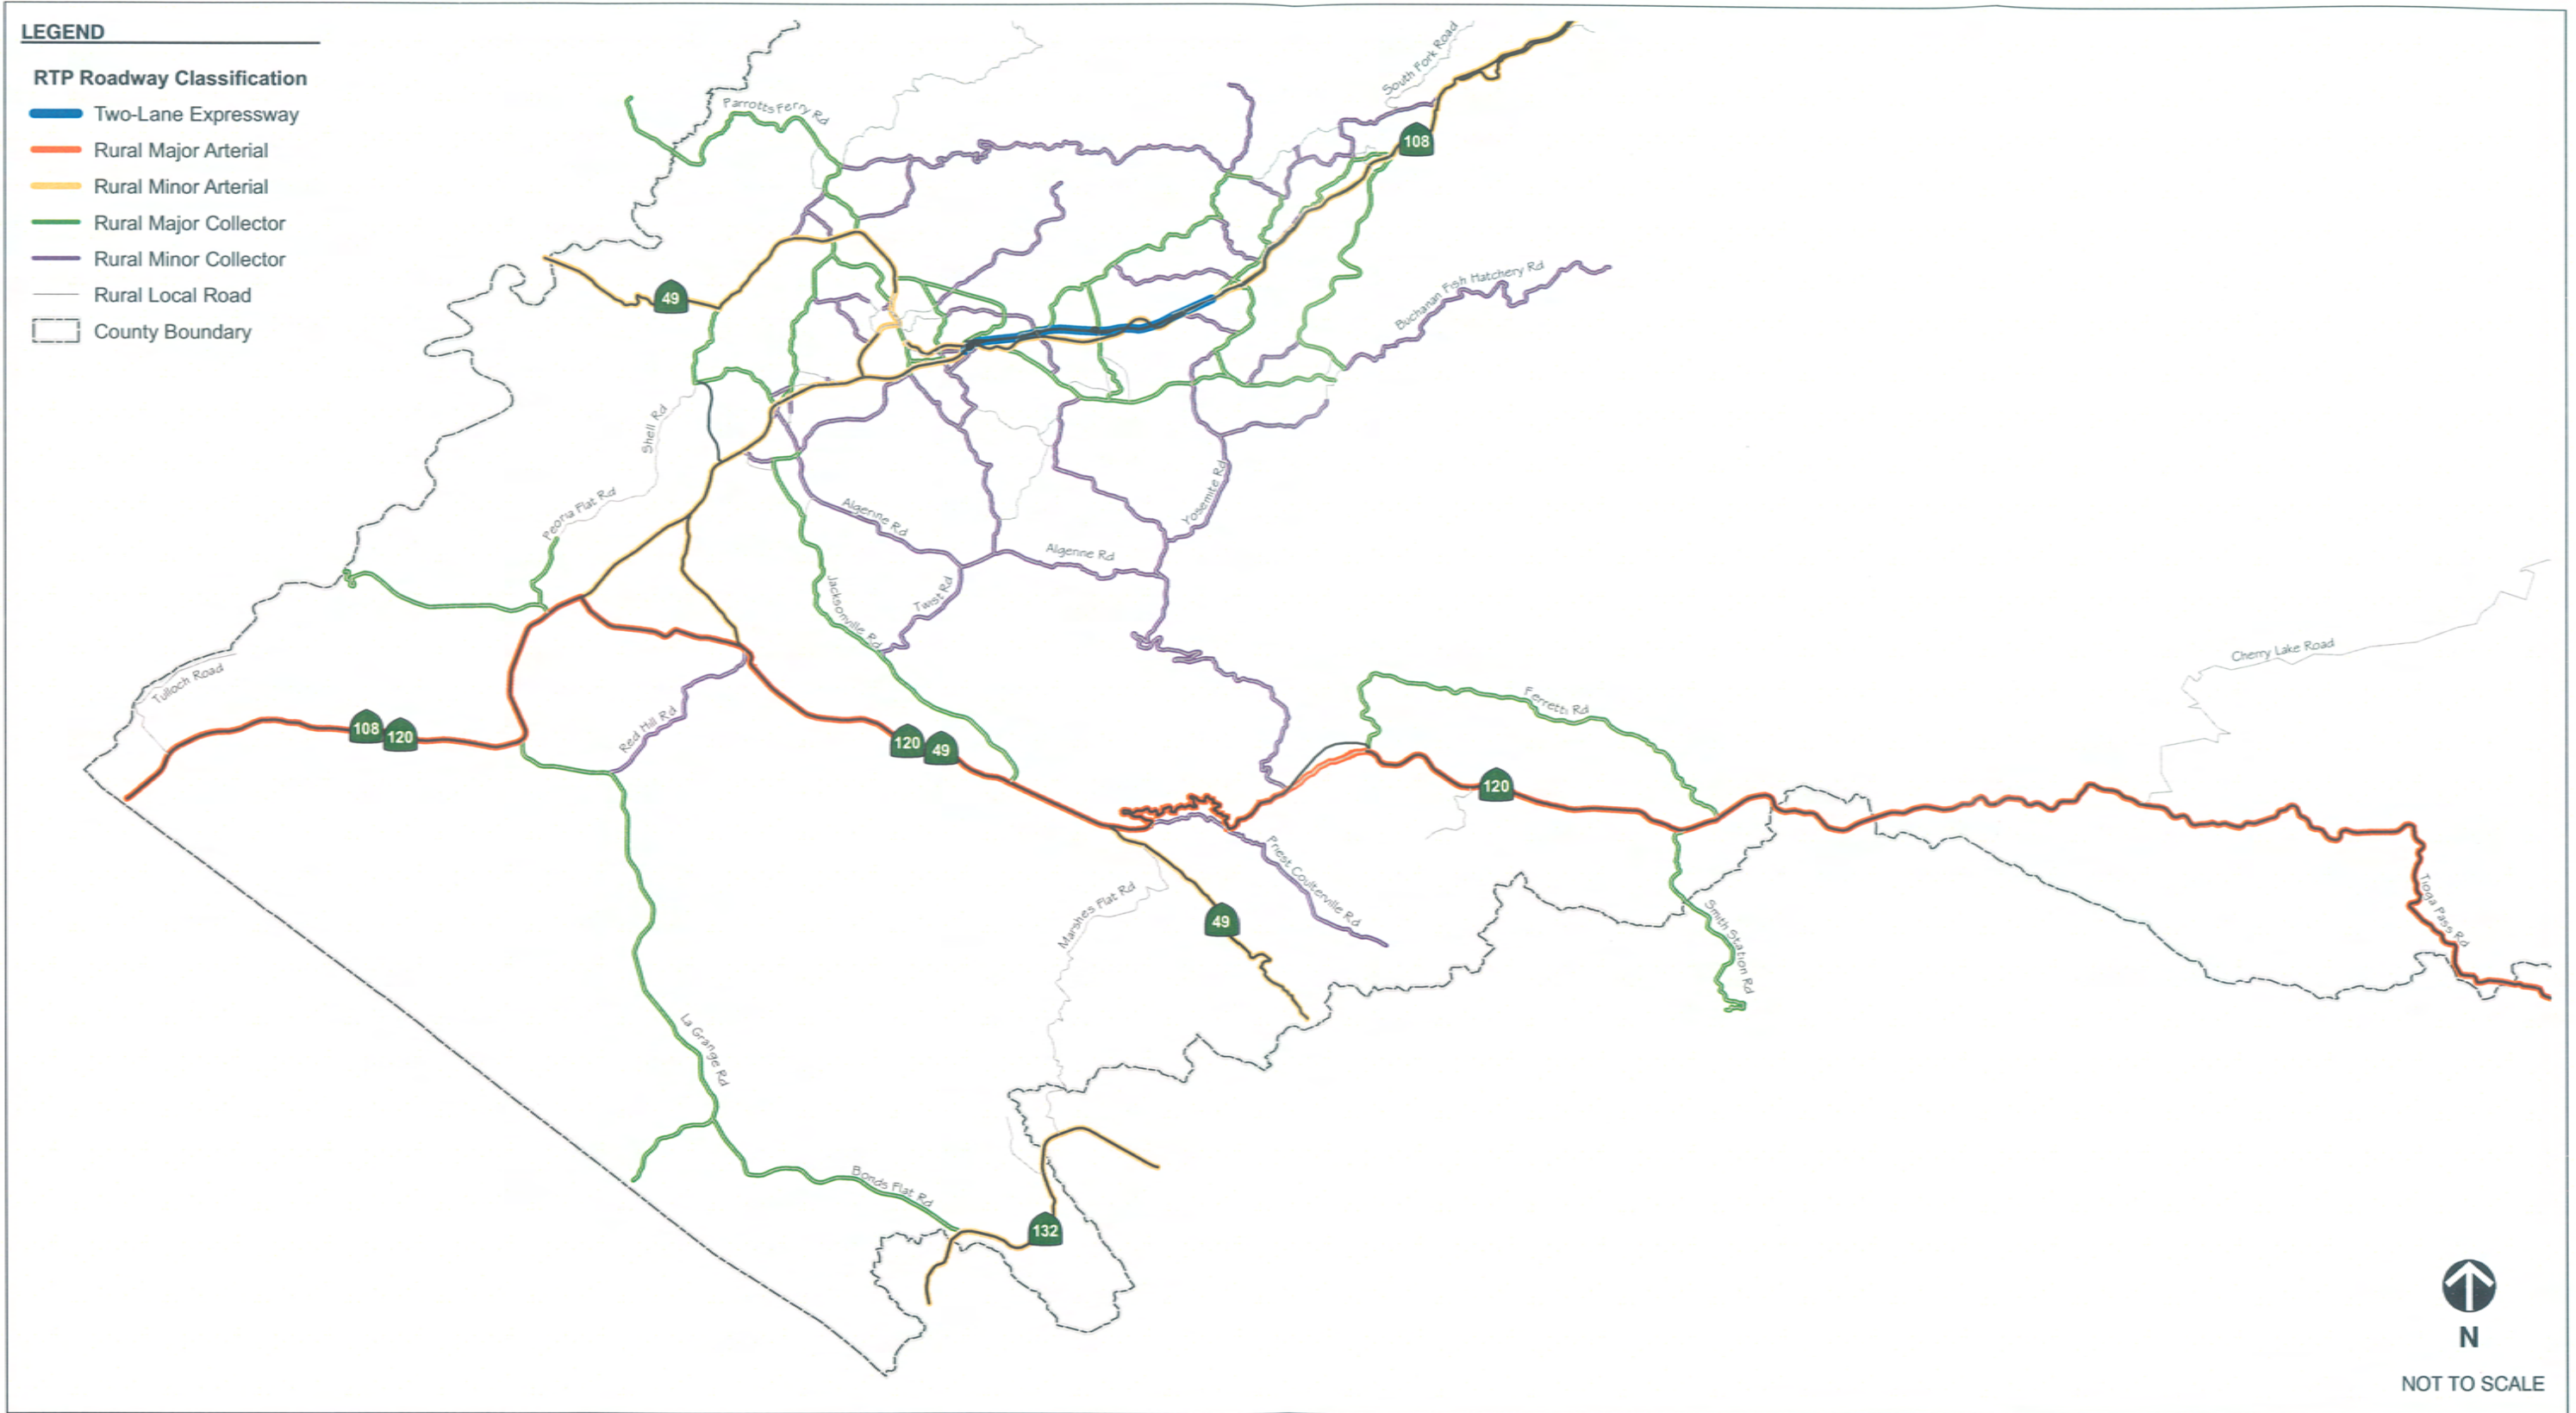 LEGEND
RTP Roadway Classification
Two-Lane Expressway
Rural Major Arterial
Rural Minor Arterial
Rural Major Collector
Rural Minor Collector
Rural Local Road
County Boundary
South Fork Road
Parrotts Ferry Rd
108
Buchanan Fish Hatchery Rd
49
Shell Rd
Peoria Flat Rd
Yosemite Rd
Algerine Rd
Algerine Rd
Twist Rd
Jacksonville Rd
Tulloch Road
Cherry Lake Road
Ferretti Rd
Red Hill Rd
108
120
120
49
120
Priest Coulterville Rd
Marshes Flat Rd
49
Smith Station Rd
Tioga Pass Rd
La Grange Rd
Bonds Flat Rd
132
N
NOT TO SCALE